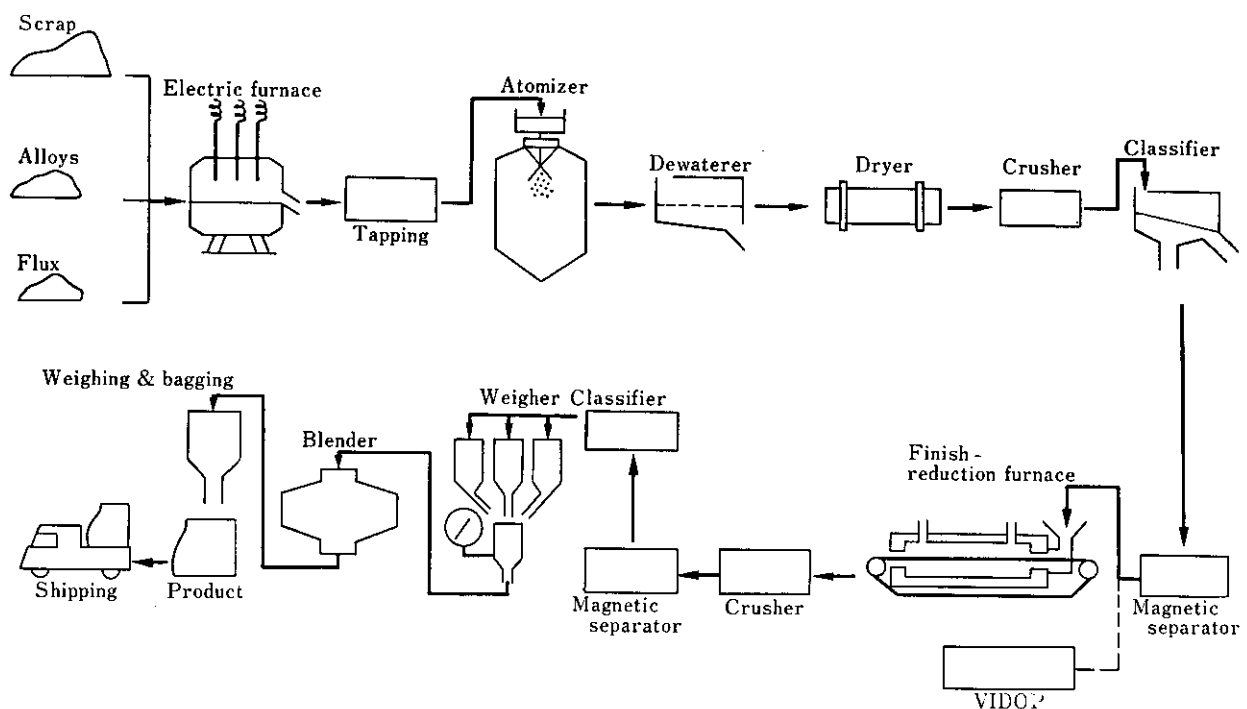 Scrap
Electric furnace
Atomizer
Alloys
Dewaterer
Dryer
Crusher
Classifier
Tapping
Flux
Weighing & bagging
Weigher Classifier
Blender
Finish-
reduction furnace
Shipping
Product
Magnetic
separator
Crusher
Magnetic
separator
VIDOP